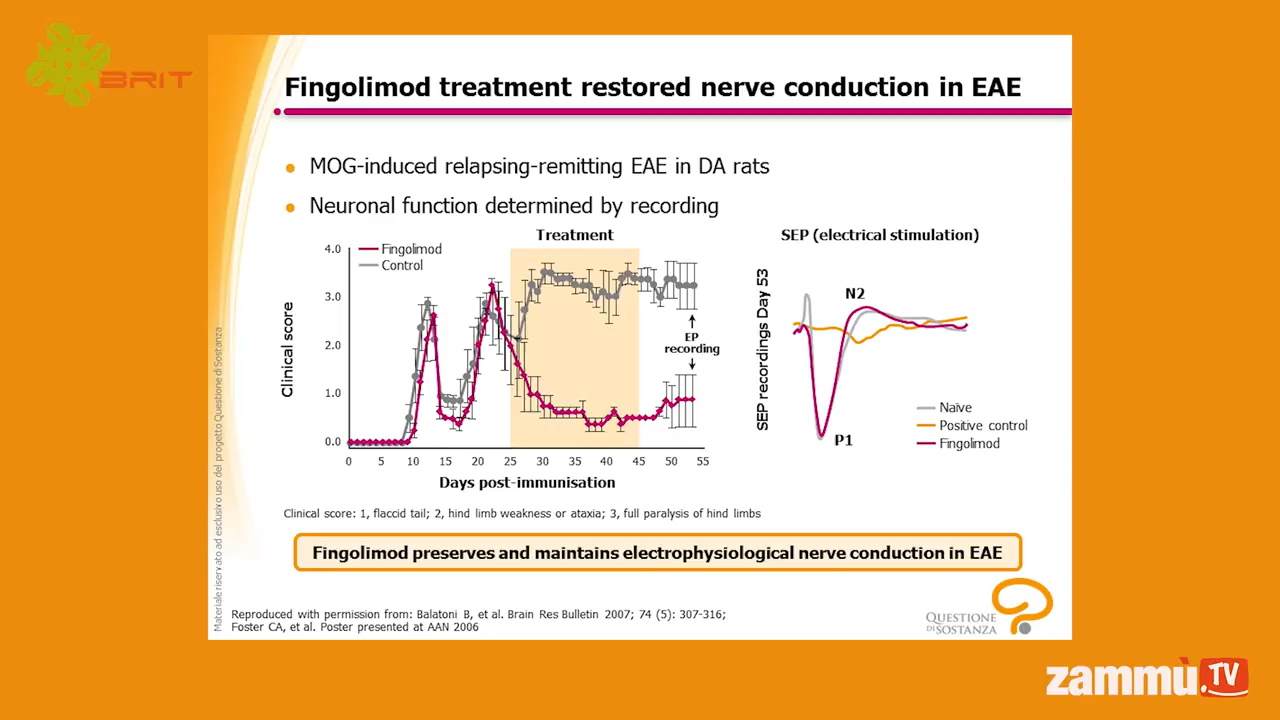 BRIT
Fingolimod treatment restored nerve conduction in EAE
MOG-induced relapsing-remitting EAE in DA rats
Neuronal function determined by recording
Treatment
Fingolimod
Control
Clinical score
4.0
3.0
2.0
1.0
0.0
EP
recording
0 5 10 15 20 25 30 35 40 45 50 55
Days post-immunisation
SEP (electrical stimulation)
SEP recordings Day 53
N2
P1
Naïve
Positive control
Fingolimod
Clinical score: 1, flaccid tail; 2, hind limb weakness or ataxia; 3, full paralysis of hind limbs
Fingolimod preserves and maintains electrophysiological nerve conduction in EAE
Reproduced with permission from: Balatoni B, et al. Brain Res Bulletin 2007; 74 (5): 307-316;
Foster CA, et al. Poster presented at AAN 2006
Materiale riservato ad esclusivo uso del progetto Questione di Sostanza
QUESTIONE
DI SOSTANZA
zammù.TV